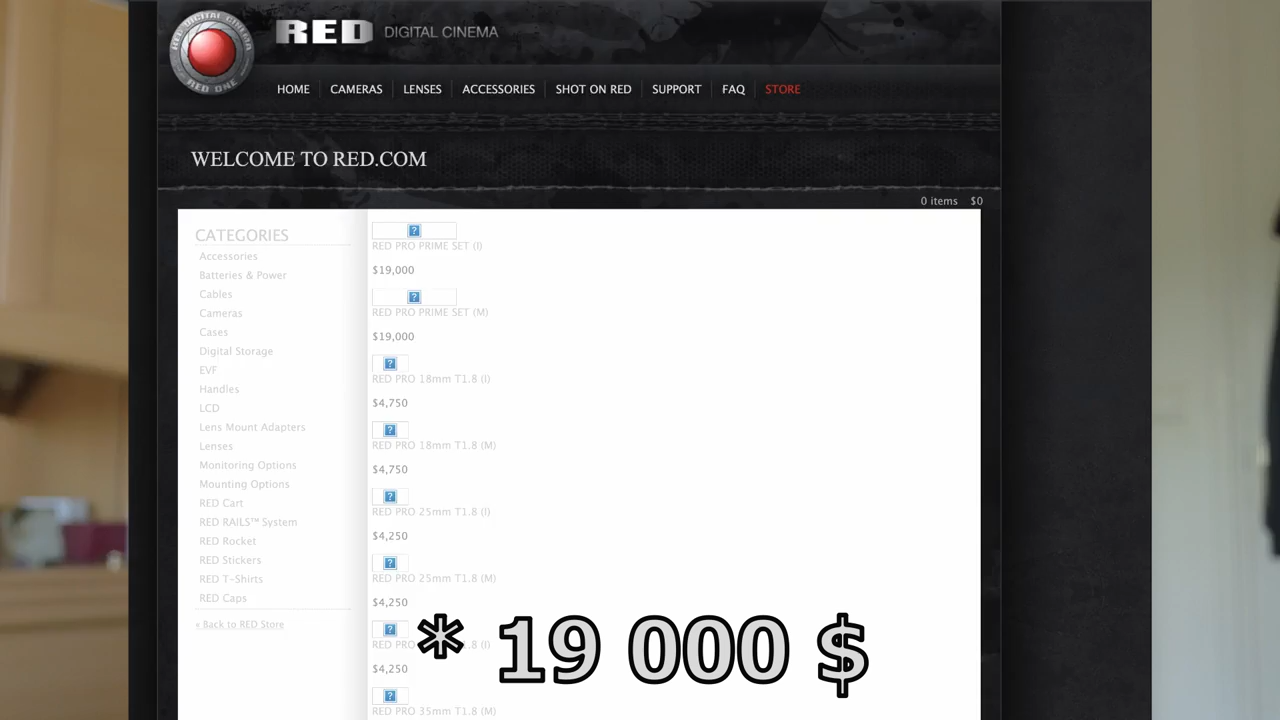 RED DIGITAL CINEMA
RED ONE
RED DIGITAL CINEMA
HOME CAMERAS LENSES ACCESSORIES SHOT ON RED SUPPORT FAQ STORE
WELCOME TO RED.COM
0 items $0
CATEGORIES
Accessories
Batteries & Power
Cables
Cameras
Cases
Digital Storage
EVF
Handles
LCD
Lens Mount Adapters
Lenses
Monitoring Options
Mounting Options
RED Cart
RED RAILS™ System
RED Rocket
RED Stickers
RED T-Shirts
RED Caps
« Back to RED Store
RED PRO PRIME SET (I)
$19,000
RED PRO PRIME SET (M)
$19,000
RED PRO 18mm T1.8 (I)
$4,750
RED PRO 18mm T1.8 (M)
$4,750
RED PRO 25mm T1.8 (I)
$4,250
RED PRO 25mm T1.8 (M)
$4,250
RED PRO 1.8 (I)
$4,250
RED PRO 35mm T1.8 (M)
* 19 000 $